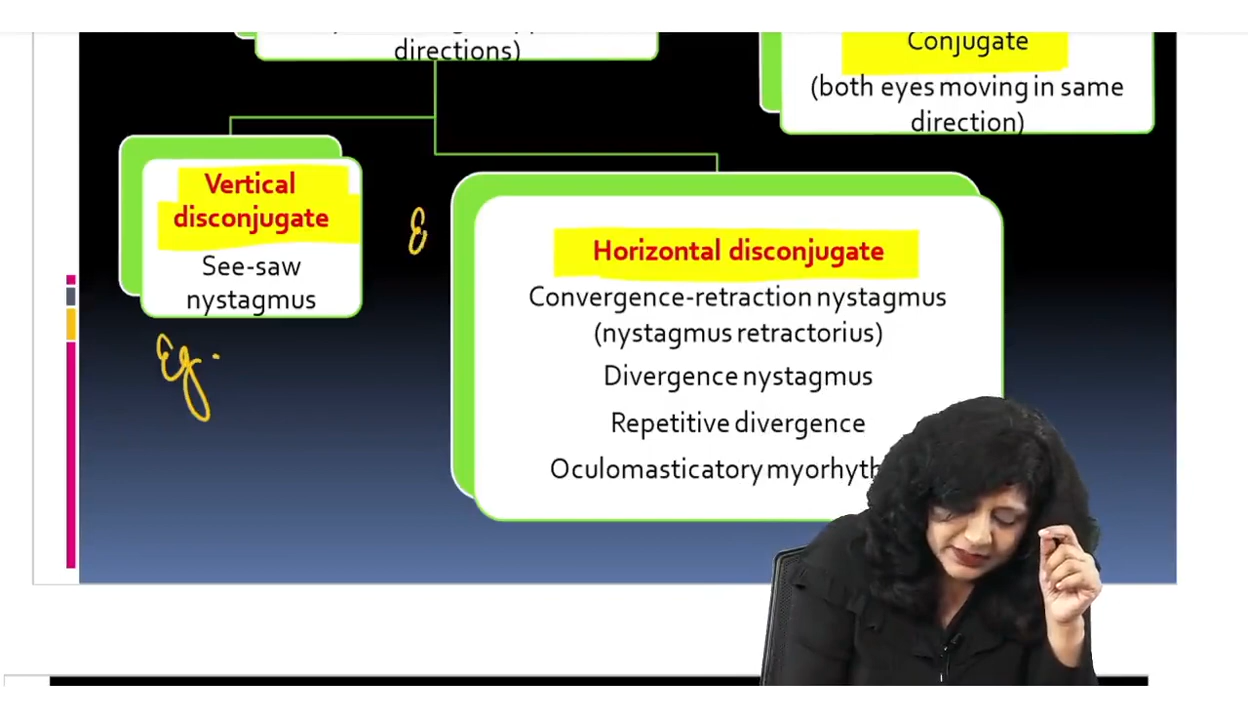 directions)
Conjugate
(both eyes moving in same
direction)
Vertical
disconjugate
See-saw
nystagmus
Eg.
E
Horizontal disconjugate
Convergence-retraction nystagmus
(nystagmus retractorius)
Divergence nystagmus
Repetitive divergence
Oculomasticatory